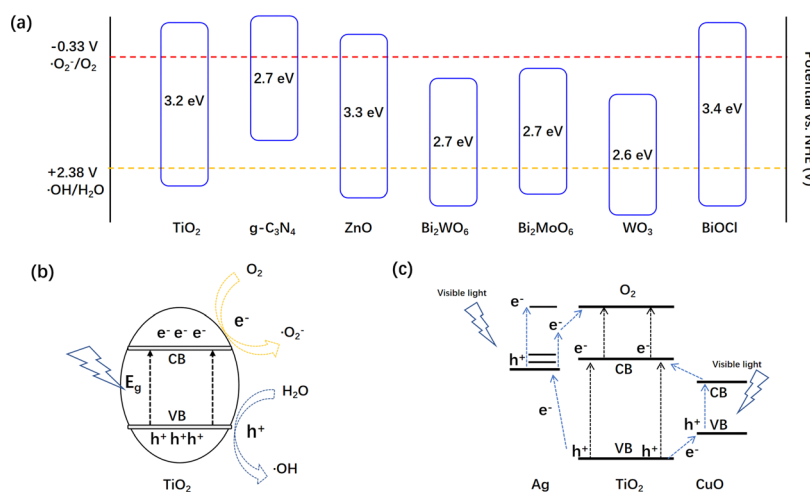 (a)
-0.33 V
·O₂⁻/O₂
+2.38 V
·OH/H₂O
3.2 eV
2.7 eV
3.3 eV
2.7 eV
2.7 eV
2.6 eV
3.4 eV
Potential vs. NHE (V)
TiO₂
g-C₃N₄
ZnO
Bi₂WO₆
Bi₂MoO₆
WO₃
BiOCl
(b)
O₂
e⁻
e⁻ e⁻ e⁻
·O₂⁻
CB
Eg
H₂O
VB
h⁺ h⁺h⁺
h⁺
·OH
TiO₂
(c)
Visible light
e⁻
O₂
e⁻
h⁺
e⁻
e⁻
CB
Visible light
CB
e⁻
h⁺
VB
VB
h⁺
h⁺
e⁻
Ag
TiO₂
CuO